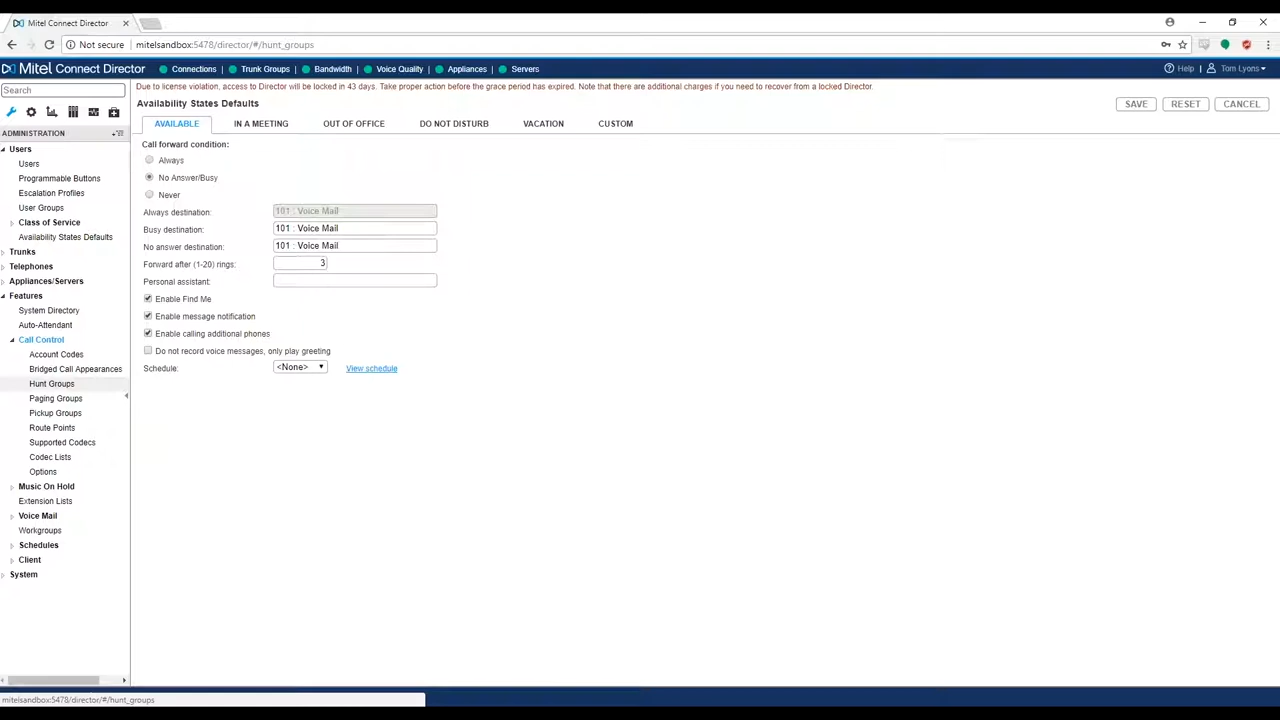 Mitel Connect Director
Not secure mitelsandbox:5478/director/#/hunt_groups
Mitel Connect Director Connections Trunk Groups Bandwidth Voice Quality Appliances Servers Help Tom Lyons
Search
Due to license violation, access to Director will be locked in 43 days. Take proper action before the grace period has expired. Note that there are additional charges if you need to recover from a locked Director.
Availability States Defaults SAVE RESET CANCEL
AVAILABLE IN A MEETING OUT OF OFFICE DO NOT DISTURB VACATION CUSTOM
ADMINISTRATION
Users
Users
Programmable Buttons
Escalation Profiles
User Groups
Class of Service
Availability States Defaults
Trunks
Telephones
Appliances/Servers
Features
System Directory
Auto-Attendant
Call Control
Account Codes
Bridged Call Appearances
Hunt Groups
Paging Groups
Pickup Groups
Route Points
Supported Codecs
Codec Lists
Options
Music On Hold
Extension Lists
Voice Mail
Workgroups
Schedules
Client
System
Call forward condition:
Always
No Answer/Busy
Never
Always destination: 101 : Voice Mail
Busy destination: 101 : Voice Mail
No answer destination: 101 : Voice Mail
Forward after (1-20) rings: 3
Personal assistant:
Enable Find Me
Enable message notification
Enable calling additional phones
Do not record voice messages, only play greeting
Schedule: <None> View schedule
mitelsandbox:5478/director/#/hunt_groups